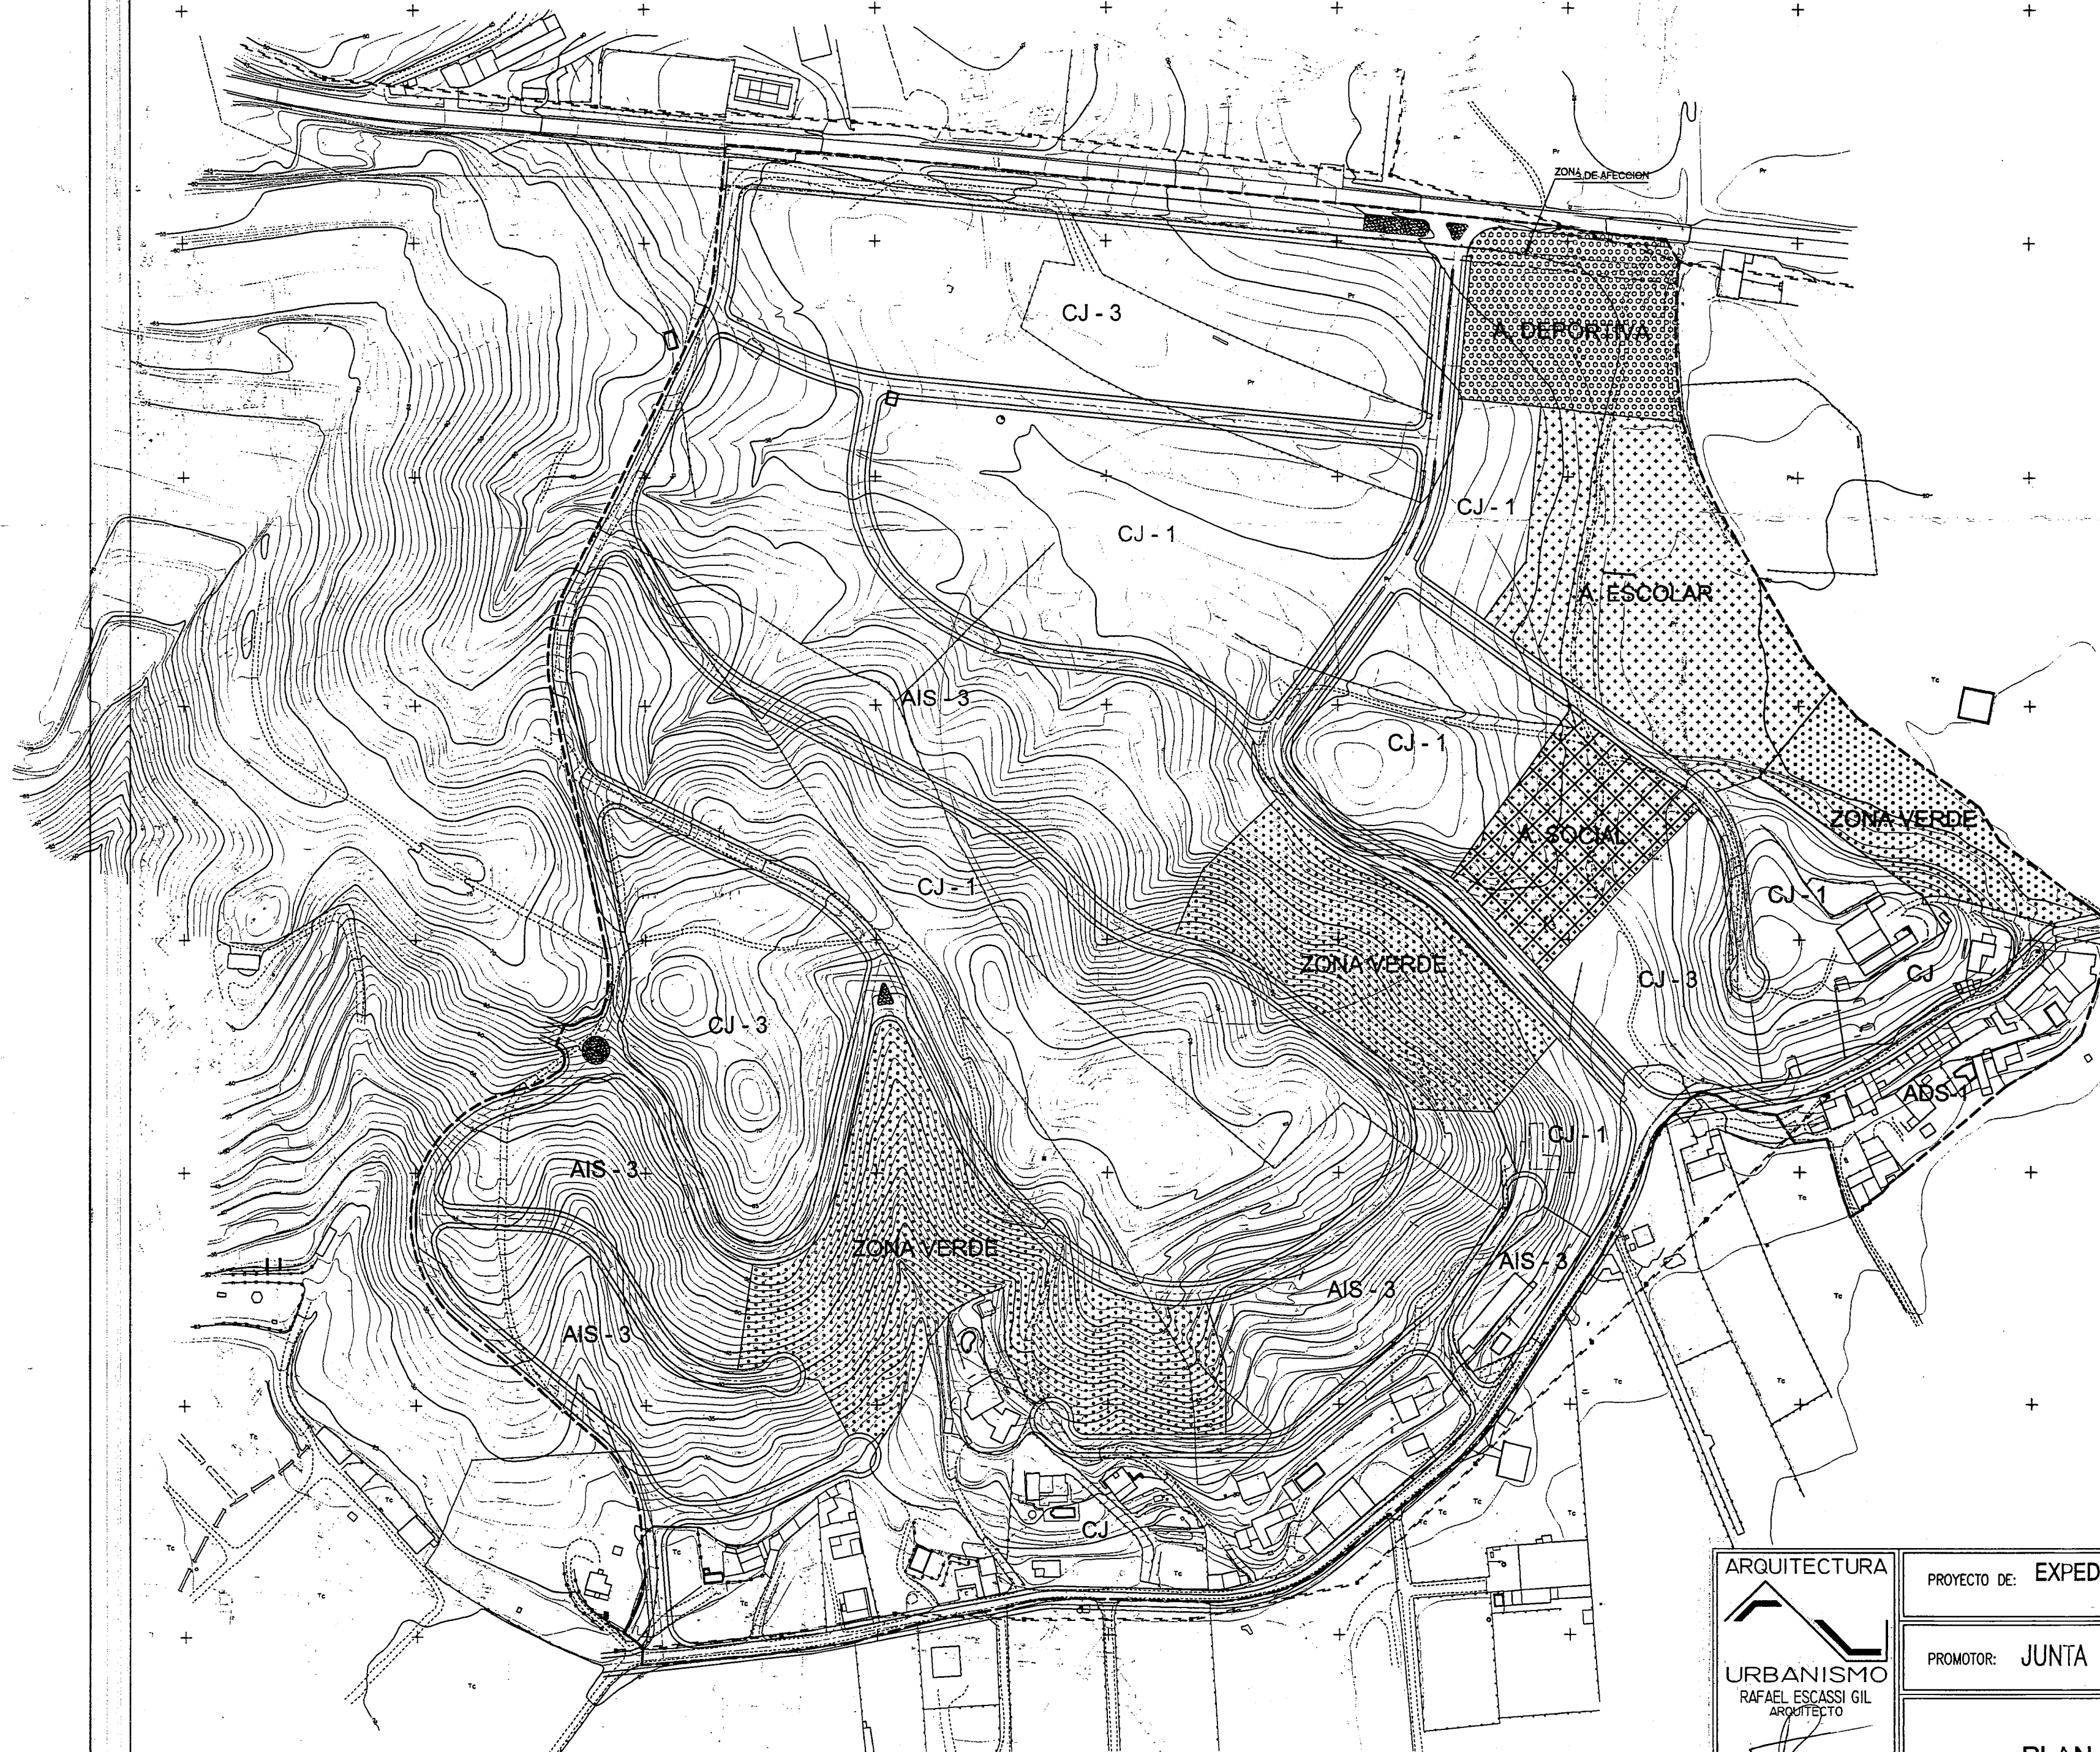 ZONA DE AFECCION
CJ - 3
A. DEPORTIVA
CJ - 1
CJ - 1
A. ESCOLAR
AIS - 3
CJ - 1
A. SOCIAL
ZONA VERDE
CJ - 1
CJ - 1
ZONA VERDE
CJ - 3
CJ
CJ - 3
ADS-1
CJ - 1
AIS - 3
ZONA VERDE
AIS - 3
AIS - 3
AIS - 3
CJ
ARQUITECTURA
URBANISMO
RAFAEL ESCASSI GIL
ARQUITECTO
PROYECTO DE: EXPED
PROMOTOR: JUNTA
PLAN